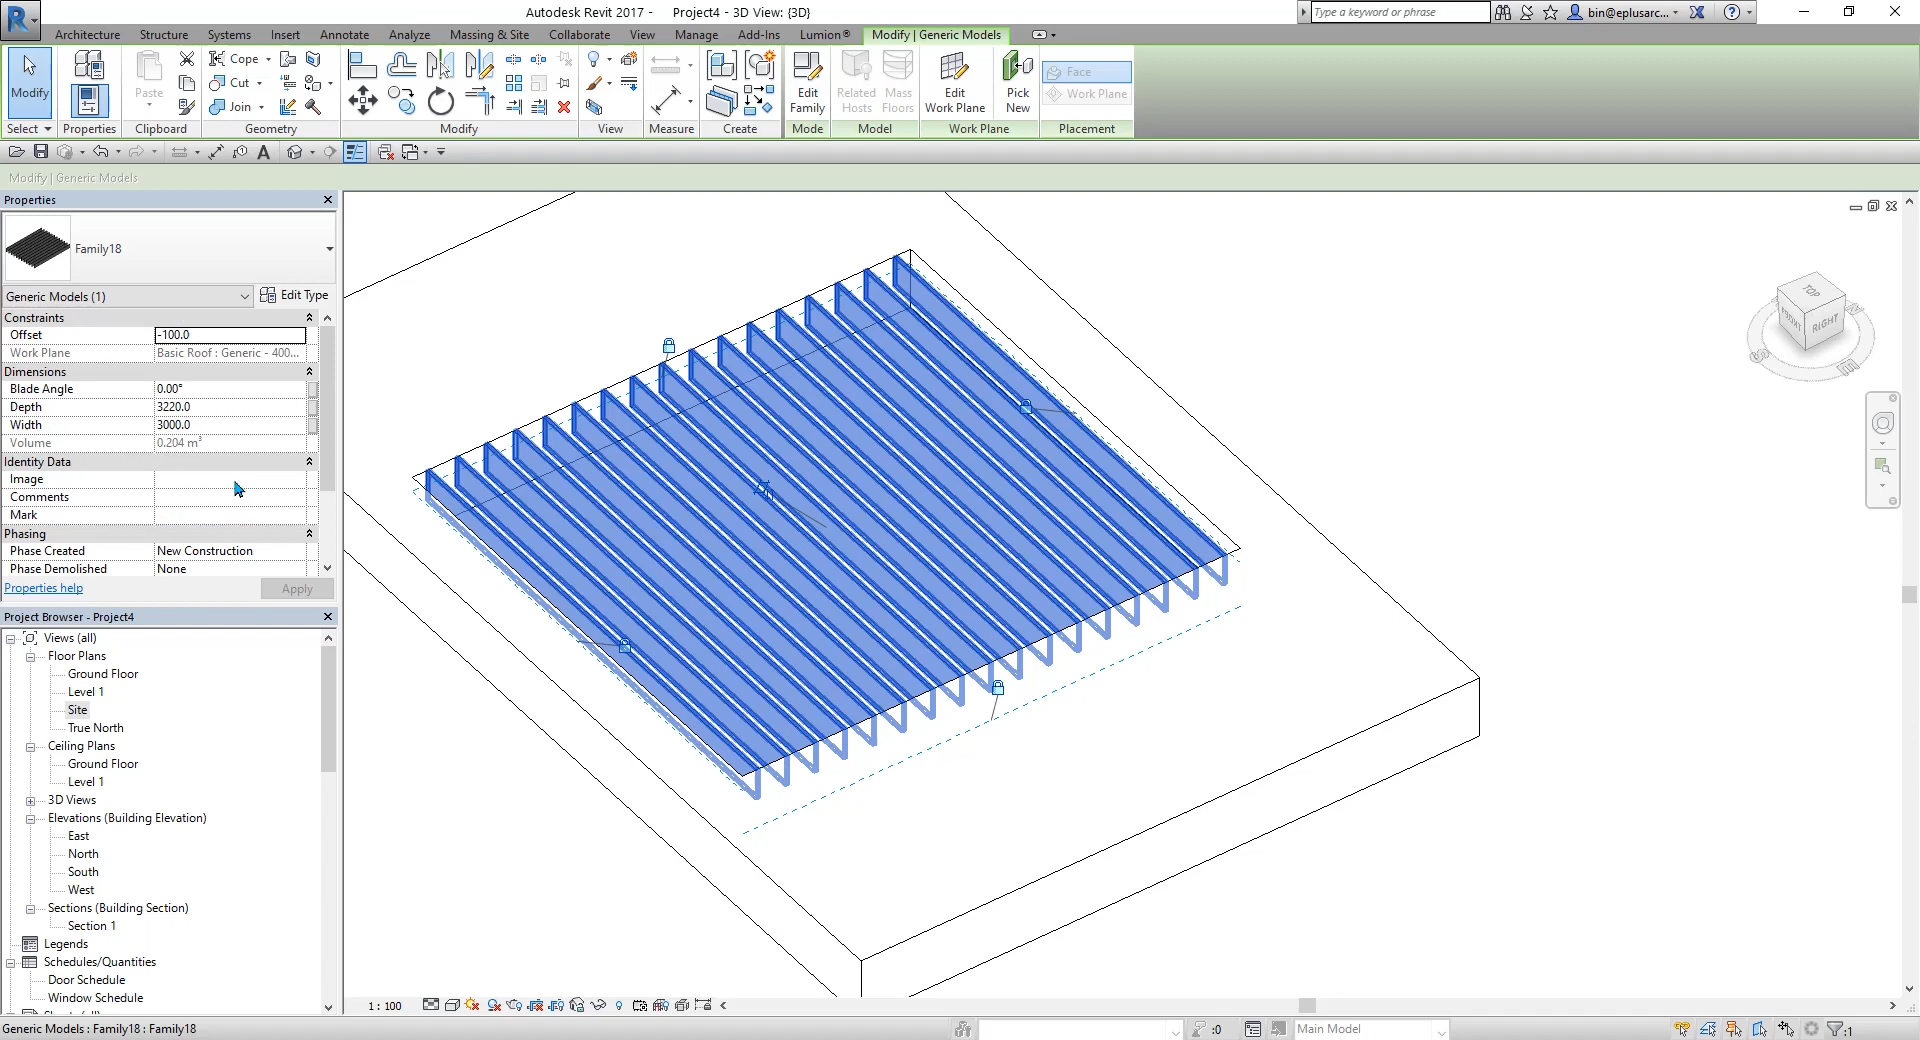 Autodesk Revit 2017 -    Project4 - 3D View: {3D}
Type a keyword or phrase
bin@eplusarc...
Architecture Structure Systems Insert Annotate Analyze Massing & Site Collaborate View Manage Add-Ins Lumion® Modify | Generic Models
Modify
Paste
Cope
Cut
Join
Edit Family
Related Hosts
Mass Floors
Edit Work Plane
Pick New
Face
Work Plane
Select Properties Clipboard Geometry Modify View Measure Create Mode Model Work Plane Placement
Modify | Generic Models
Properties
Family18
Generic Models (1) Edit Type
Constraints
Offset -100.0
Work Plane Basic Roof : Generic - 400...
Dimensions
Blade Angle 0.00°
Depth 3220.0
Width 3000.0
Volume 0.204 m³
Identity Data
Image
Comments
Mark
Phasing
Phase Created New Construction
Phase Demolished None
Properties help Apply
Project Browser - Project4
Views (all)
Floor Plans
Ground Floor
Level 1
Site
True North
Ceiling Plans
Ground Floor
Level 1
3D Views
Elevations (Building Elevation)
East
North
South
West
Sections (Building Section)
Section 1
Legends
Schedules/Quantities
Door Schedule
Window Schedule
TOP
FRONT
RIGHT
1 : 100
Generic Models : Family18 : Family18
:0
Main Model
:1